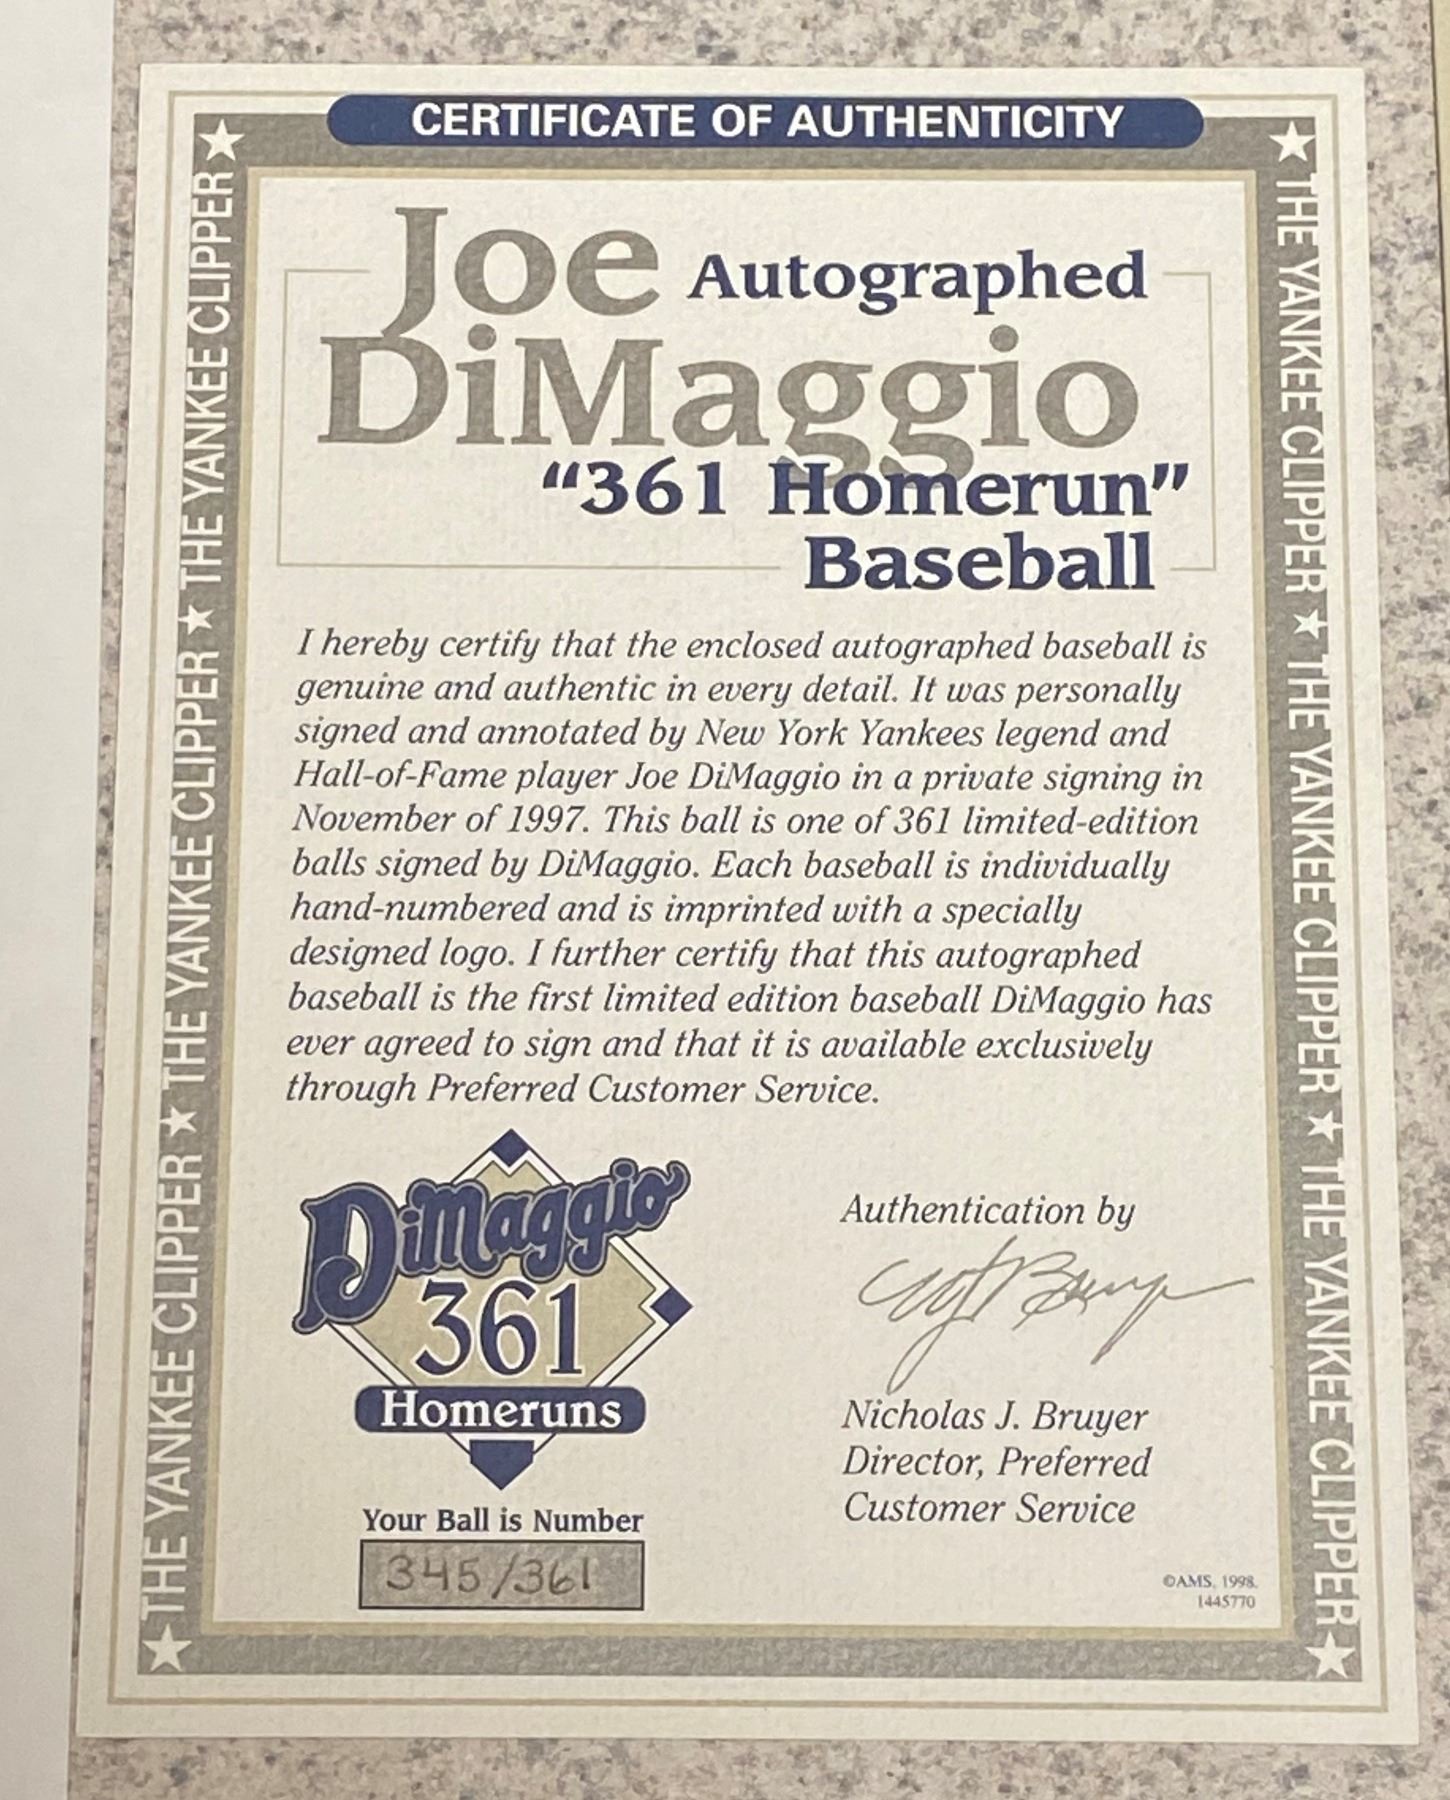 CERTIFICATE OF AUTHENTICITY
Joe Autographed
DiMaggio
"361 Homerun"
Baseball
I hereby certify that the enclosed autographed baseball is
genuine and authentic in every detail. It was personally
signed and annotated by New York Yankees legend and
Hall-of-Fame player Joe DiMaggio in a private signing in
November of 1997. This ball is one of 361 limited-edition
balls signed by DiMaggio. Each baseball is individually
hand-numbered and is imprinted with a specially
designed logo. I further certify that this autographed
baseball is the first limited edition baseball DiMaggio has
ever agreed to sign and that it is available exclusively
through Preferred Customer Service.
DiMaggio
361
Homeruns
Your Ball is Number
345/361
Authentication by
Nicholas J. Bruyer
Director, Preferred
Customer Service
©AMS, 1998.
1445770
★ THE YANKEE CLIPPER ★ THE YANKEE CLIPPER ★ THE YANKEE CLIPPER ★
★ THE YANKEE CLIPPER ★ THE YANKEE CLIPPER ★ THE YANKEE CLIPPER ★